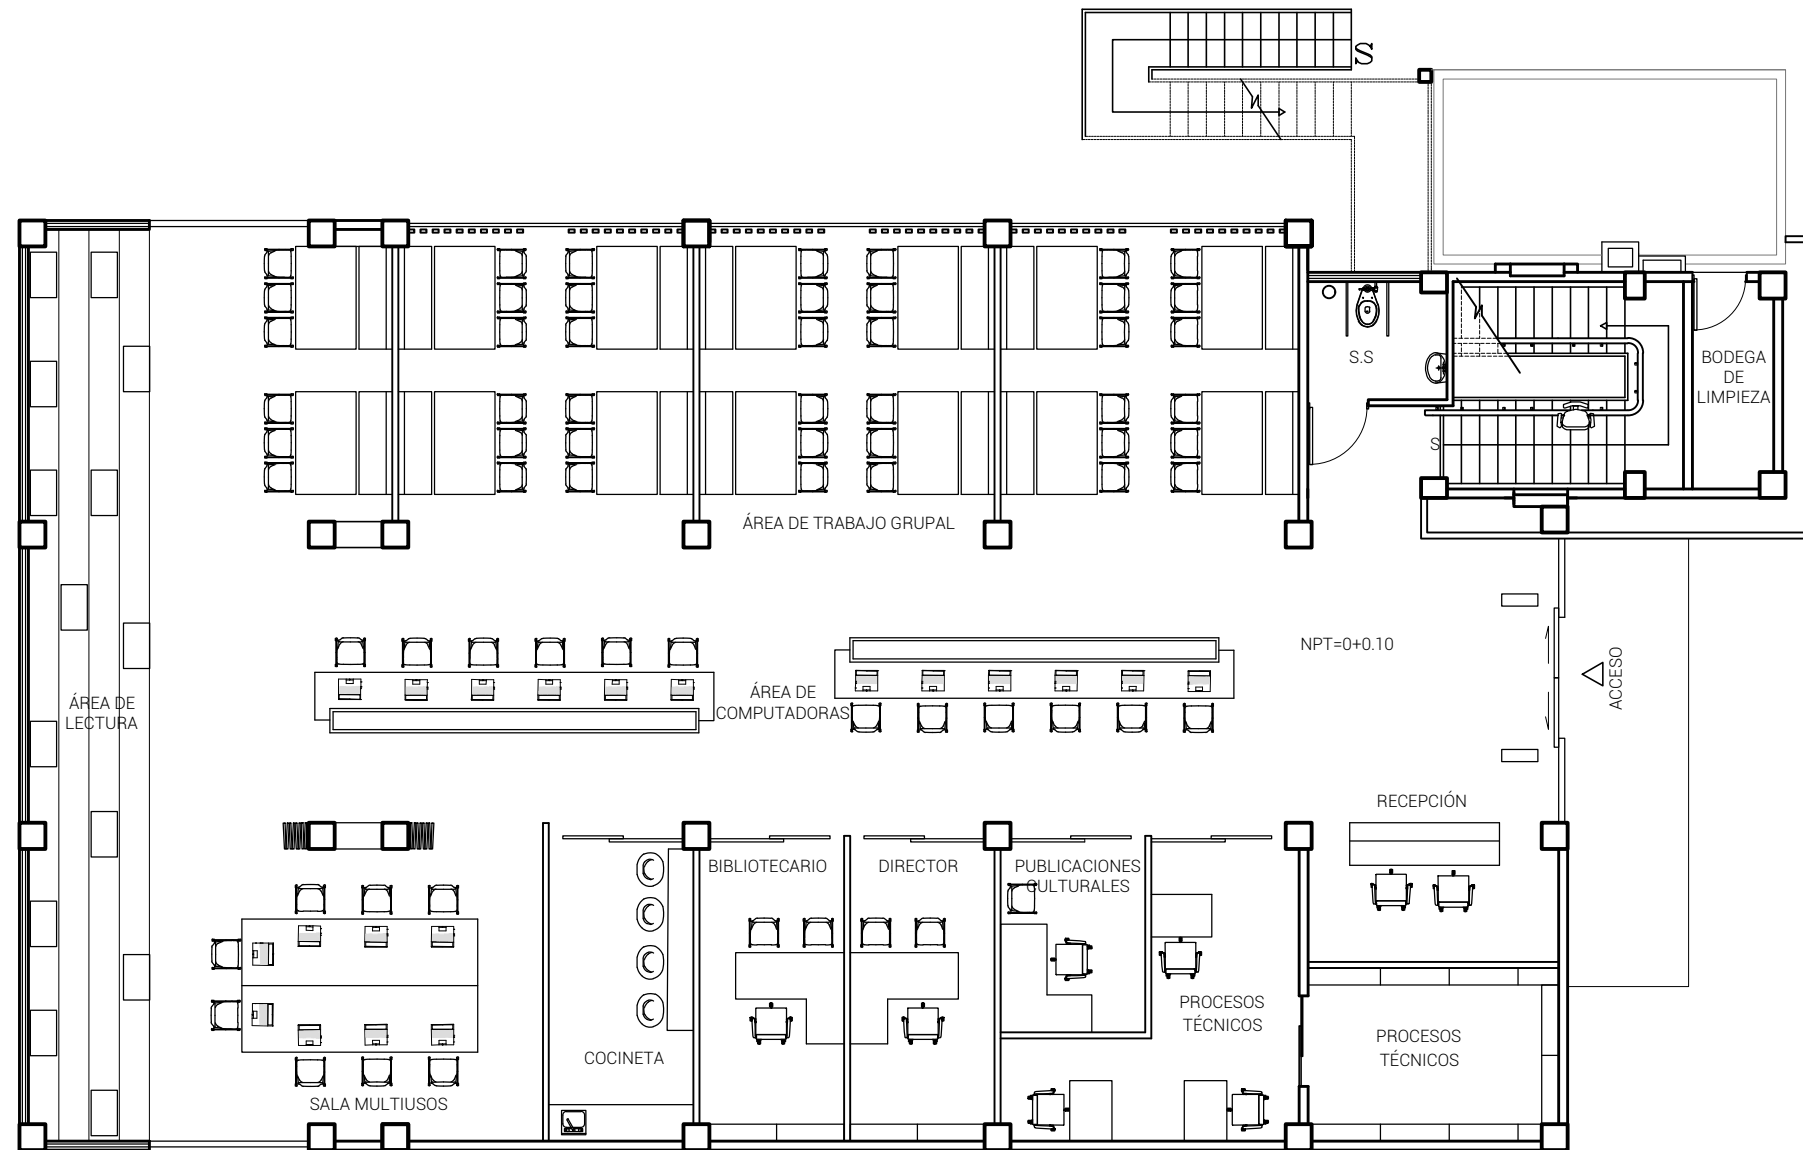 S
S.S
BODEGA
DE
LIMPIEZA
S
ÁREA DE TRABAJO GRUPAL
NPT=0+0.10
ACCESO
ÁREA DE
LECTURA
ÁREA DE
COMPUTADORAS
RECEPCIÓN
BIBLIOTECARIO
DIRECTOR
PUBLICACIONES
CULTURALES
PROCESOS
TÉCNICOS
PROCESOS
TÉCNICOS
COCINETA
SALA MULTIUSOS